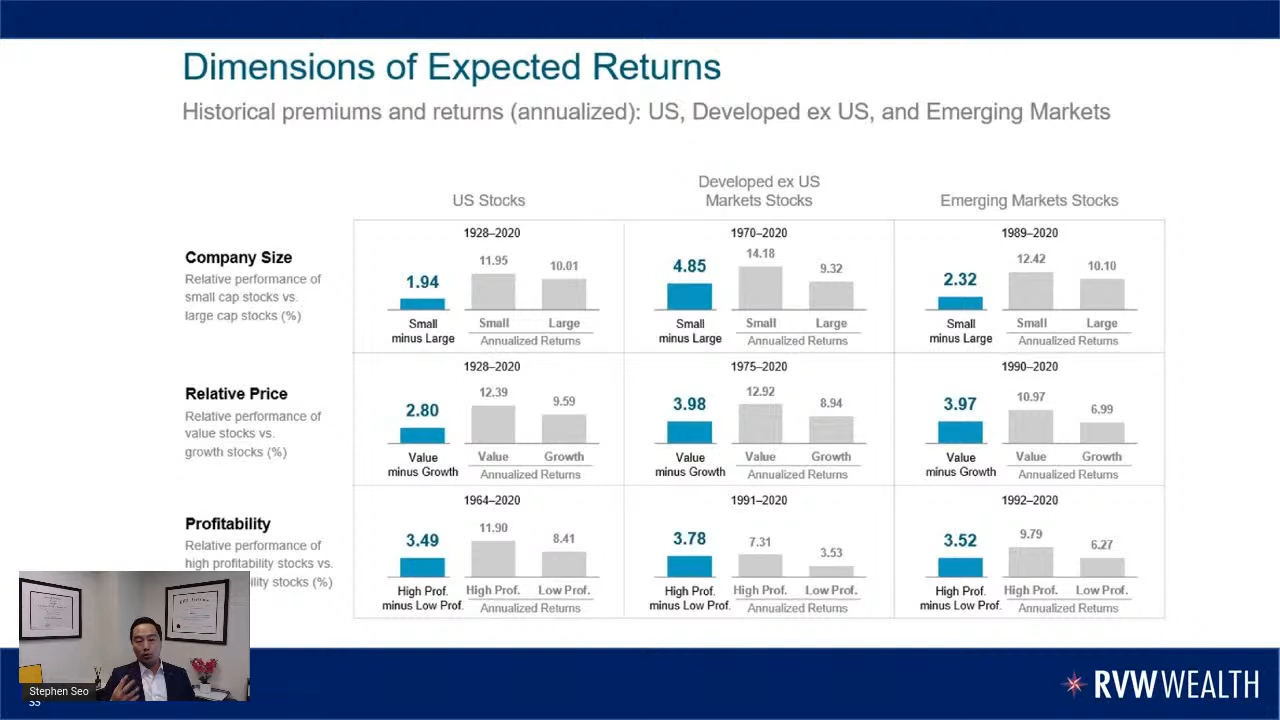 Dimensions of Expected Returns
Historical premiums and returns (annualized): US, Developed ex US, and Emerging Markets
US Stocks
Developed ex US
Markets Stocks
Emerging Markets Stocks
Company Size
Relative performance of
small cap stocks vs.
large cap stocks (%)
1928–2020
1.94
11.95
10.01
Small
minus Large
Small
Large
Annualized Returns
1970–2020
4.85
14.18
9.32
Small
minus Large
Small
Large
Annualized Returns
1989–2020
2.32
12.42
10.10
Small
minus Large
Small
Large
Annualized Returns
Relative Price
Relative performance of
value stocks vs.
growth stocks (%)
1928–2020
2.80
12.39
9.59
Value
minus Growth
Value
Growth
Annualized Returns
1975–2020
3.98
12.92
8.94
Value
minus Growth
Value
Growth
Annualized Returns
1990–2020
3.97
10.97
6.99
Value
minus Growth
Value
Growth
Annualized Returns
Profitability
Relative performance of
high profitability stocks vs.
ility stocks (%)
1964–2020
3.49
11.90
8.41
High Prof.
minus Low Prof.
High Prof.
Low Prof.
Annualized Returns
1991–2020
3.78
7.31
3.53
High Prof.
minus Low Prof.
High Prof.
Low Prof.
Annualized Returns
1992–2020
3.52
9.79
6.27
High Prof.
minus Low Prof.
High Prof.
Low Prof.
Annualized Returns
Stephen Seo
RVW WEALTH